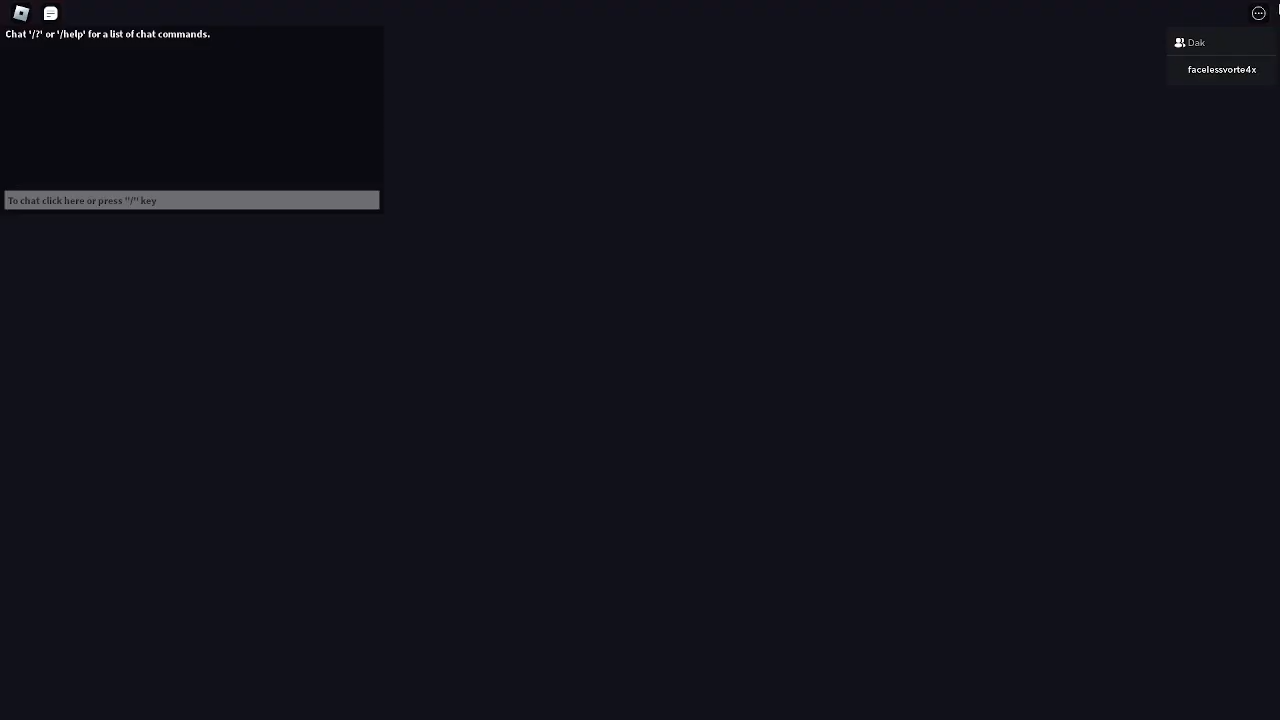 Chat '/?' or '/help' for a list of chat commands.
Dak
facelessvorte4x
To chat click here or press "/" key